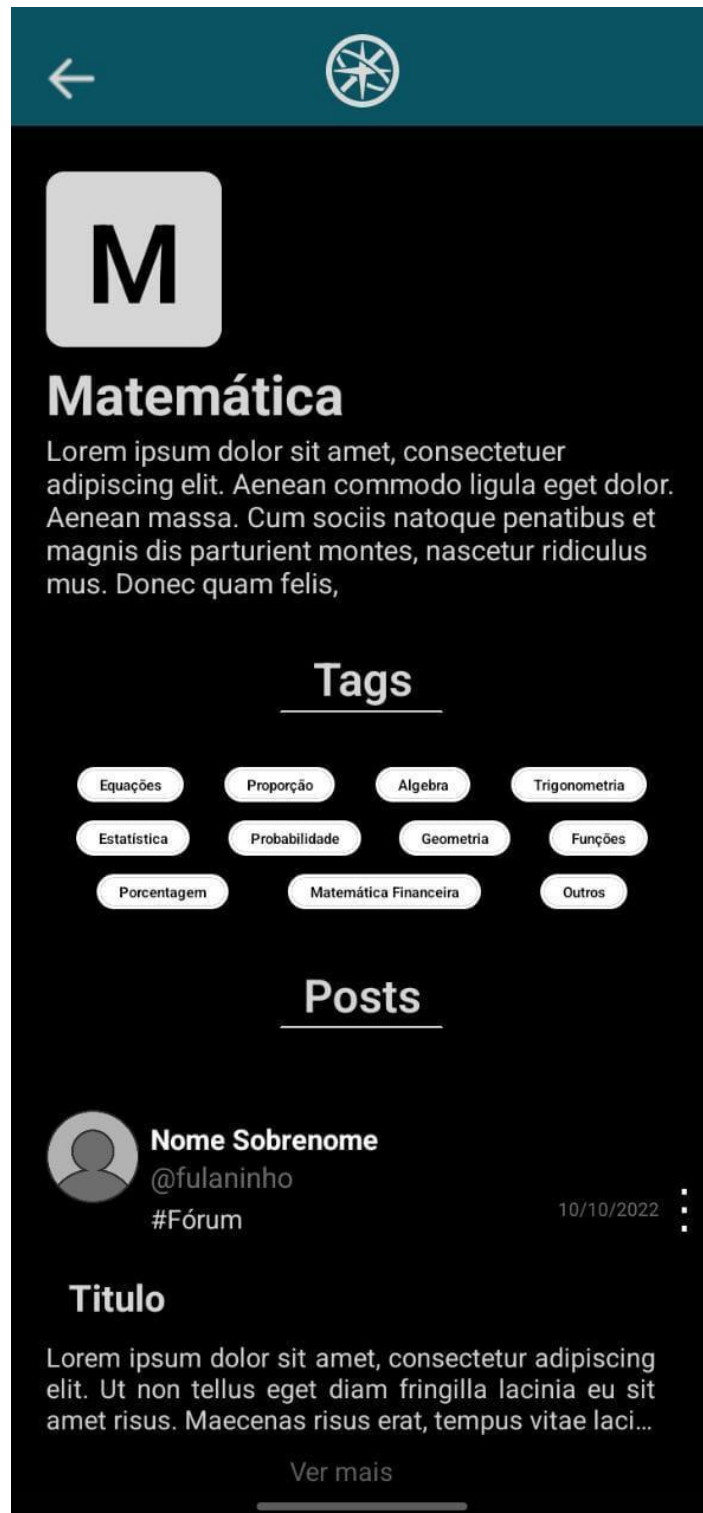 M
Matemática
Lorem ipsum dolor sit amet, consectetuer
adipiscing elit. Aenean commodo ligula eget dolor.
Aenean massa. Cum sociis natoque penatibus et
magnis dis parturient montes, nascetur ridiculus
mus. Donec quam felis,
Tags
Equações Proporção Algebra Trigonometria
Estatística Probabilidade Geometria Funções
Porcentagem Matemática Financeira Outros
Posts
Nome Sobrenome
@fulaninho
#Fórum 10/10/2022
Titulo
Lorem ipsum dolor sit amet, consectetur adipiscing
elit. Ut non tellus eget diam fringilla lacinia eu sit
amet risus. Maecenas risus erat, tempus vitae laci...
Ver mais